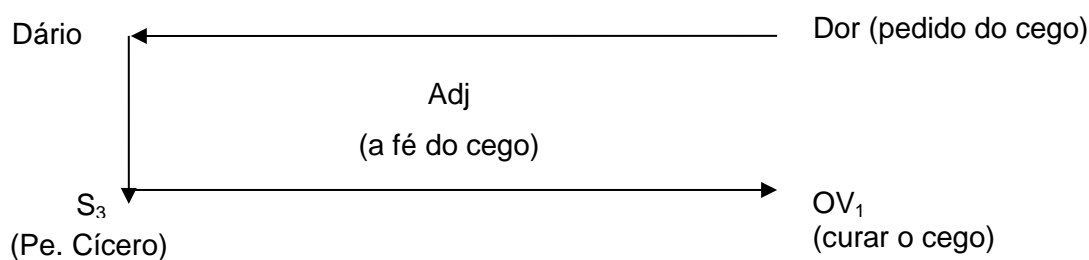 Dário Dor (pedido do cego)
Adj
(a fé do cego)
S₃ OV₁
(Pe. Cícero) (curar o cego)